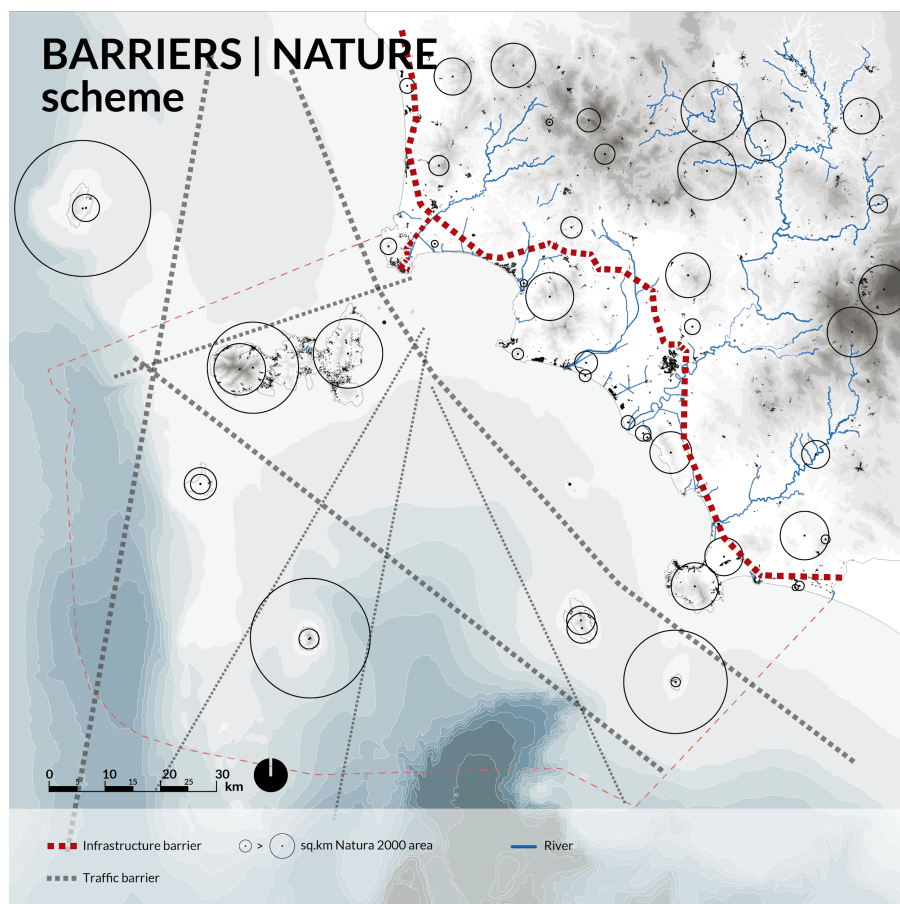 BARRIERS | NATURE
scheme
0 10 20 30
5 15 25
km
Infrastructure barrier
> sq.km Natura 2000 area
River
Traffic barrier